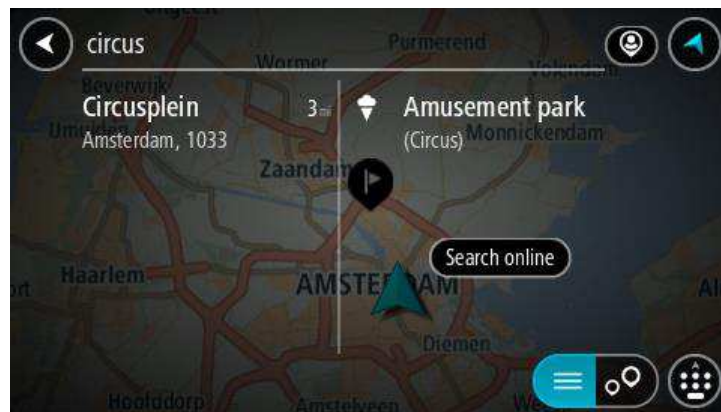 circus
Purmerend
Wormer
Volendam
Beverwijk
Circusplein
3 mi
Amusement park
Amsterdam, 1033
(Circus)
Monnickendam
Zaandam
Search online
Haarlem
AMSTERDAM
Diemen
Hoofddorp
Amstelveen